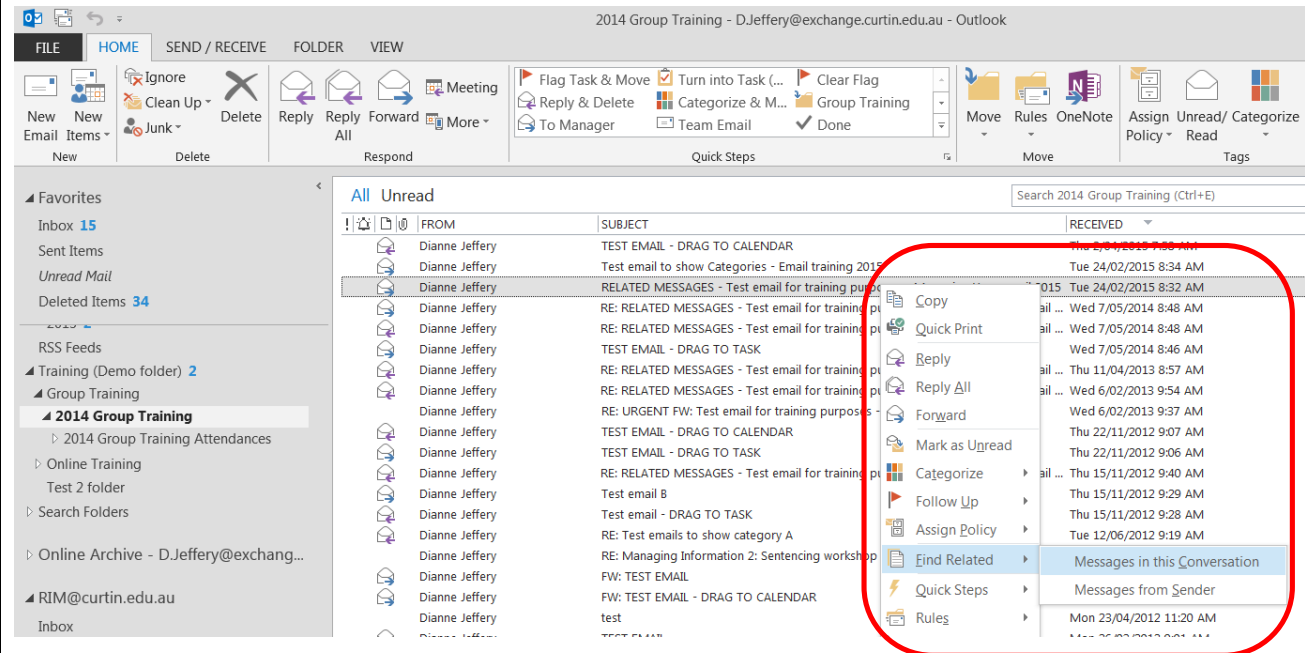 2014 Group Training - D.Jeffery@exchange.curtin.edu.au - Outlook
FILE HOME SEND / RECEIVE FOLDER VIEW
New Email
New Items
New
Ignore
Clean Up
Junk
Delete
Delete
Reply
Reply All
Forward
Meeting
More
Respond
Flag Task & Move Turn into Task (... Clear Flag
Reply & Delete Categorize & M... Group Training
To Manager Team Email Done
Quick Steps
Move
Rules
OneNote
Move
Assign Policy
Unread/ Read
Categorize
Tags
Favorites
Inbox 15
Sent Items
Unread Mail
Deleted Items 34
2015 2
RSS Feeds
Training (Demo folder) 2
Group Training
2014 Group Training
2014 Group Training Attendances
Online Training
Test 2 folder
Search Folders
Online Archive - D.Jeffery@exchang...
RIM@curtin.edu.au
Inbox
All Unread
Search 2014 Group Training (Ctrl+E)
! FROM SUBJECT RECEIVED
Dianne Jeffery TEST EMAIL - DRAG TO CALENDAR Thu 2/04/2015 7:58 AM
Dianne Jeffery Test email to show Categories - Email training 2015 Tue 24/02/2015 8:34 AM
Dianne Jeffery RELATED MESSAGES - Test email for training 2015 Tue 24/02/2015 8:32 AM
Dianne Jeffery RE: RELATED MESSAGES - Test email for training ail ... Wed 7/05/2014 8:48 AM
Dianne Jeffery RE: RELATED MESSAGES - Test email for training ail ... Wed 7/05/2014 8:48 AM
Dianne Jeffery TEST EMAIL - DRAG TO TASK Wed 7/05/2014 8:46 AM
Dianne Jeffery RE: RELATED MESSAGES - Test email for training ail ... Thu 11/04/2013 8:57 AM
Dianne Jeffery RE: RELATED MESSAGES - Test email for training ail ... Wed 6/02/2013 9:54 AM
Dianne Jeffery RE: URGENT FW: Test email for training purposes - Wed 6/02/2013 9:37 AM
Dianne Jeffery TEST EMAIL - DRAG TO CALENDAR Thu 22/11/2012 9:07 AM
Dianne Jeffery TEST EMAIL - DRAG TO TASK Thu 22/11/2012 9:06 AM
Dianne Jeffery RE: RELATED MESSAGES - Test email for training ail ... Thu 15/11/2012 9:40 AM
Dianne Jeffery Test email B Thu 15/11/2012 9:29 AM
Dianne Jeffery Test email - DRAG TO TASK Thu 15/11/2012 9:28 AM
Dianne Jeffery RE: Test emails to show category A Tue 12/06/2012 9:19 AM
Dianne Jeffery RE: Managing Information 2: Sentencing workshop
Dianne Jeffery FW: TEST EMAIL
Dianne Jeffery FW: TEST EMAIL - DRAG TO CALENDAR
Dianne Jeffery test Mon 23/04/2012 11:20 AM
Dianne Jeffery TEST EMAIL
Copy
Quick Print
Reply
Reply All
Forward
Mark as Unread
Categorize
Follow Up
Assign Policy
Find Related
Quick Steps
Rules
Messages in this Conversation
Messages from Sender